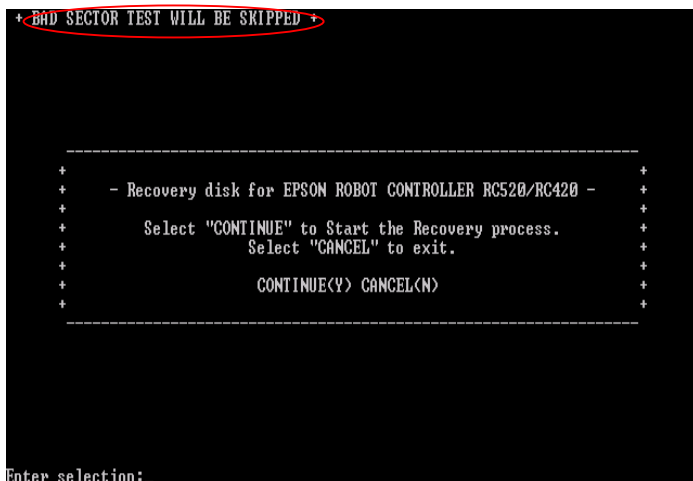 + BAD SECTOR TEST WILL BE SKIPPED +
- Recovery disk for EPSON ROBOT CONTROLLER RC520/RC420 -
Select "CONTINUE" to Start the Recovery process.
Select "CANCEL" to exit.
CONTINUE(Y) CANCEL(N)
Enter selection: